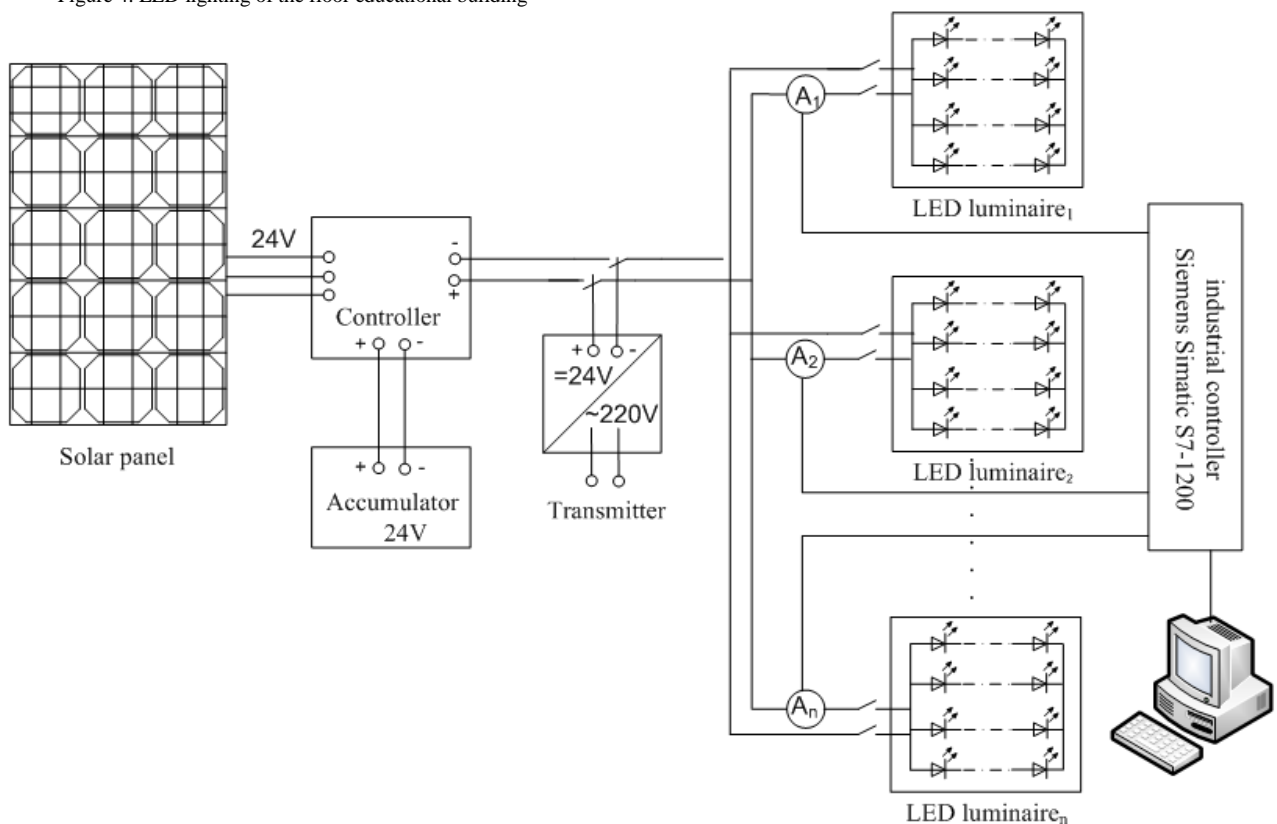 Figure 4. LED lighting of the floor educational building
A₁
LED luminaire₁
24V
-
+
Controller
+ -
Solar panel
+ -
Accumulator
24V
+ -
=24V
~220V
Transmitter
A₂
LED luminaire₂
industrial controller
Siemens Simatic S7-1200
Aₙ
LED luminaireₙ